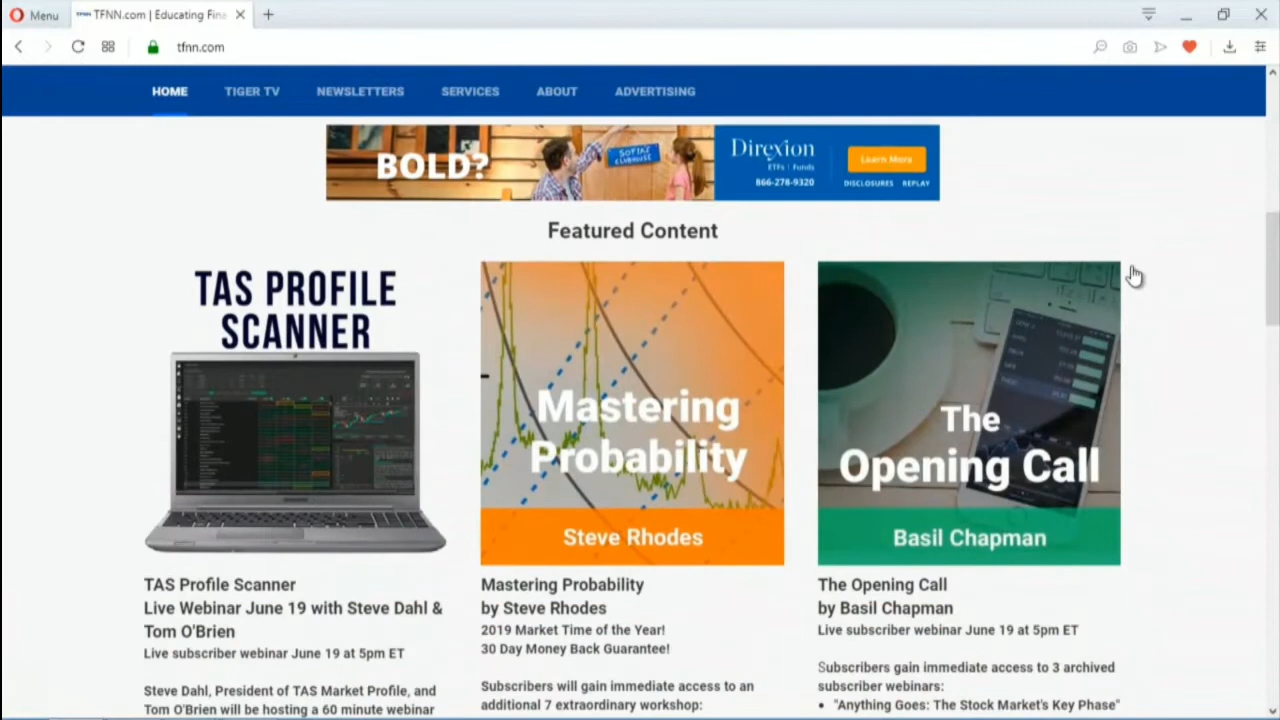 Menu
TFNN.com | Educating Fina
tfnn.com
HOME TIGER TV NEWSLETTERS SERVICES ABOUT ADVERTISING
BOLD?
SOFIAS
CLUBHOUSE
Direxion
ETFs | Funds
866-278-9320
Learn More
DISCLOSURES REPLAY
Featured Content
TAS PROFILE
SCANNER
Mastering
Probability
Steve Rhodes
The
Opening Call
Basil Chapman
TAS Profile Scanner
Live Webinar June 19 with Steve Dahl &
Tom O'Brien
Live subscriber webinar June 19 at 5pm ET
Steve Dahl, President of TAS Market Profile, and
Tom O'Brien will be hosting a 60 minute webinar
Mastering Probability
by Steve Rhodes
2019 Market Time of the Year!
30 Day Money Back Guarantee!
Subscribers will gain immediate access to an
additional 7 extraordinary workshop:
The Opening Call
by Basil Chapman
Live subscriber webinar June 19 at 5pm ET
Subscribers gain immediate access to 3 archived
subscriber webinars:
• "Anything Goes: The Stock Market's Key Phase"